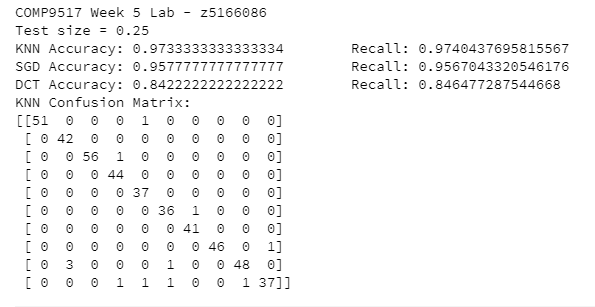 COMP9517 Week 5 Lab - z5166086
Test size = 0.25
KNN Accuracy: 0.9733333333333334 Recall: 0.9740437695815567
SGD Accuracy: 0.9577777777777777 Recall: 0.9567043320546176
DCT Accuracy: 0.8422222222222222 Recall: 0.846477287544668
KNN Confusion Matrix:
[[51 0 0 0 1 0 0 0 0 0]
[ 0 42 0 0 0 0 0 0 0 0]
[ 0 0 56 1 0 0 0 0 0 0]
[ 0 0 0 44 0 0 0 0 0 0]
[ 0 0 0 0 37 0 0 0 0 0]
[ 0 0 0 0 0 36 1 0 0 0]
[ 0 0 0 0 0 0 41 0 0 0]
[ 0 0 0 0 0 0 0 46 0 1]
[ 0 3 0 0 0 1 0 0 48 0]
[ 0 0 0 1 1 1 0 0 1 37]]